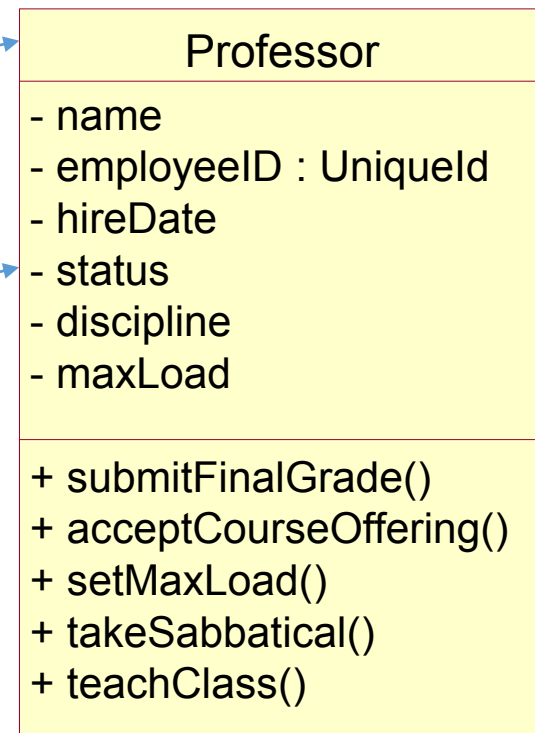 Professor
- name
- employeeID : UniqueId
- hireDate
- status
- discipline
- maxLoad
+ submitFinalGrade()
+ acceptCourseOffering()
+ setMaxLoad()
+ takeSabbatical()
+ teachClass()